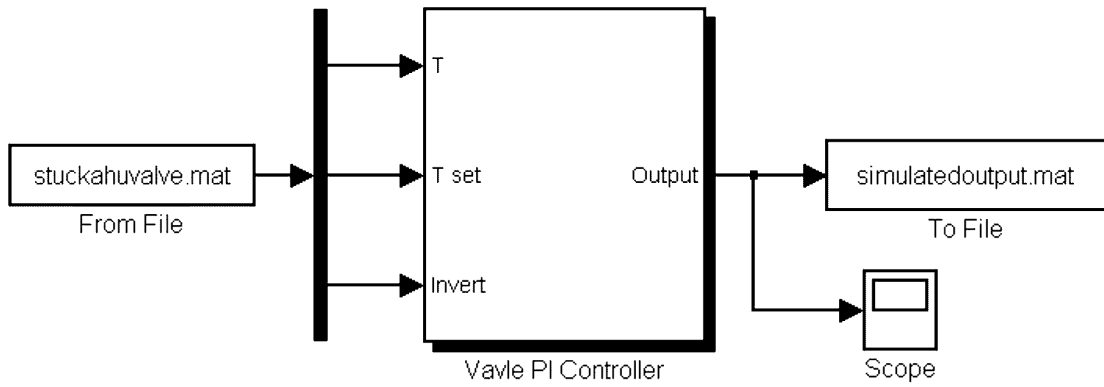 T
stuckahuvalve.mat
T set
Output
simulatedoutput.mat
From File
To File
Invert
Vavle PI Controller
Scope